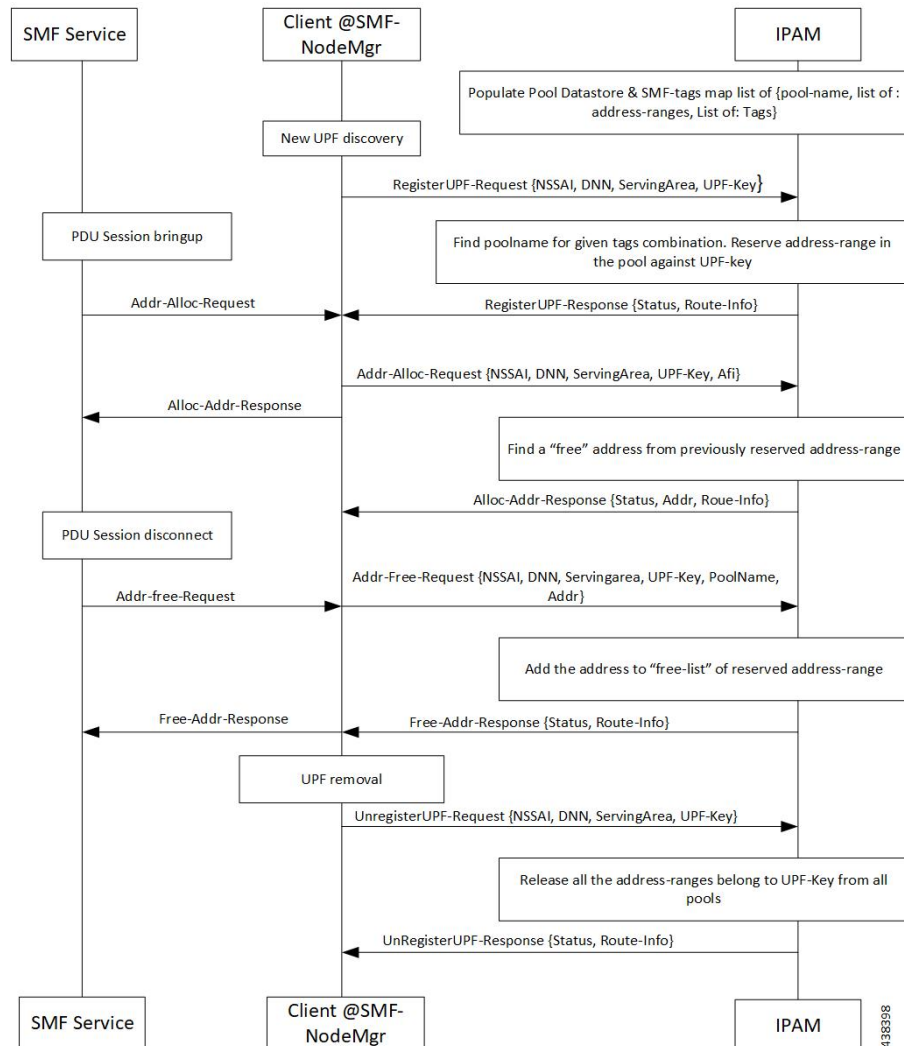 SMF Service
Client @SMF-
NodeMgr
IPAM
Populate Pool Datastore & SMF-tags map list of {pool-name, list of :
address-ranges, List of: Tags}
New UPF discovery
RegisterUPF-Request {NSSAI, DNN, ServingArea, UPF-Key}
PDU Session bringup
Find poolname for given tags combination. Reserve address-range in
the pool against UPF-key
Addr-Alloc-Request
RegisterUPF-Response {Status, Route-Info}
Addr-Alloc-Request {NSSAI, DNN, ServingArea, UPF-Key, Afi}
Alloc-Addr-Response
Find a “free” address from previously reserved address-range
Alloc-Addr-Response {Status, Addr, Roue-Info}
PDU Session disconnect
Addr-Free-Request {NSSAI, DNN, Servingarea, UPF-Key, PoolName,
Addr}
Addr-free-Request
Add the address to “free-list” of reserved address-range
Free-Addr-Response
Free-Addr-Response {Status, Route-Info}
UPF removal
UnregisterUPF-Request {NSSAI, DNN, ServingArea, UPF-Key}
Release all the address-ranges belong to UPF-Key from all
pools
UnRegisterUPF-Response {Status, Route-Info}
SMF Service
Client @SMF-
NodeMgr
IPAM
438398